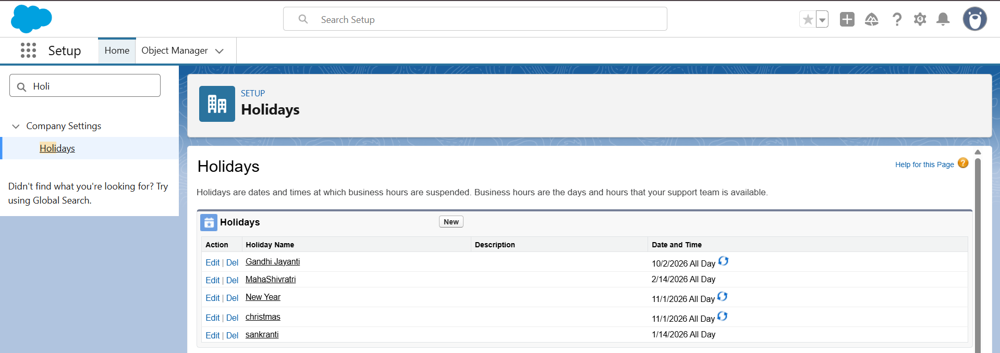 Search Setup
Setup
Home
Object Manager
Holi
Company Settings
Holidays
Didn't find what you're looking for? Try
using Global Search.
SETUP
Holidays
Holidays
Help for this Page
Holidays are dates and times at which business hours are suspended. Business hours are the days and hours that your support team is available.
Holidays
New
Action Holiday Name Description Date and Time
Edit | Del Gandhi Jayanti 10/2/2026 All Day
Edit | Del MahaShivratri 2/14/2026 All Day
Edit | Del New Year 11/1/2026 All Day
Edit | Del christmas 11/1/2026 All Day
Edit | Del sankranti 1/14/2026 All Day